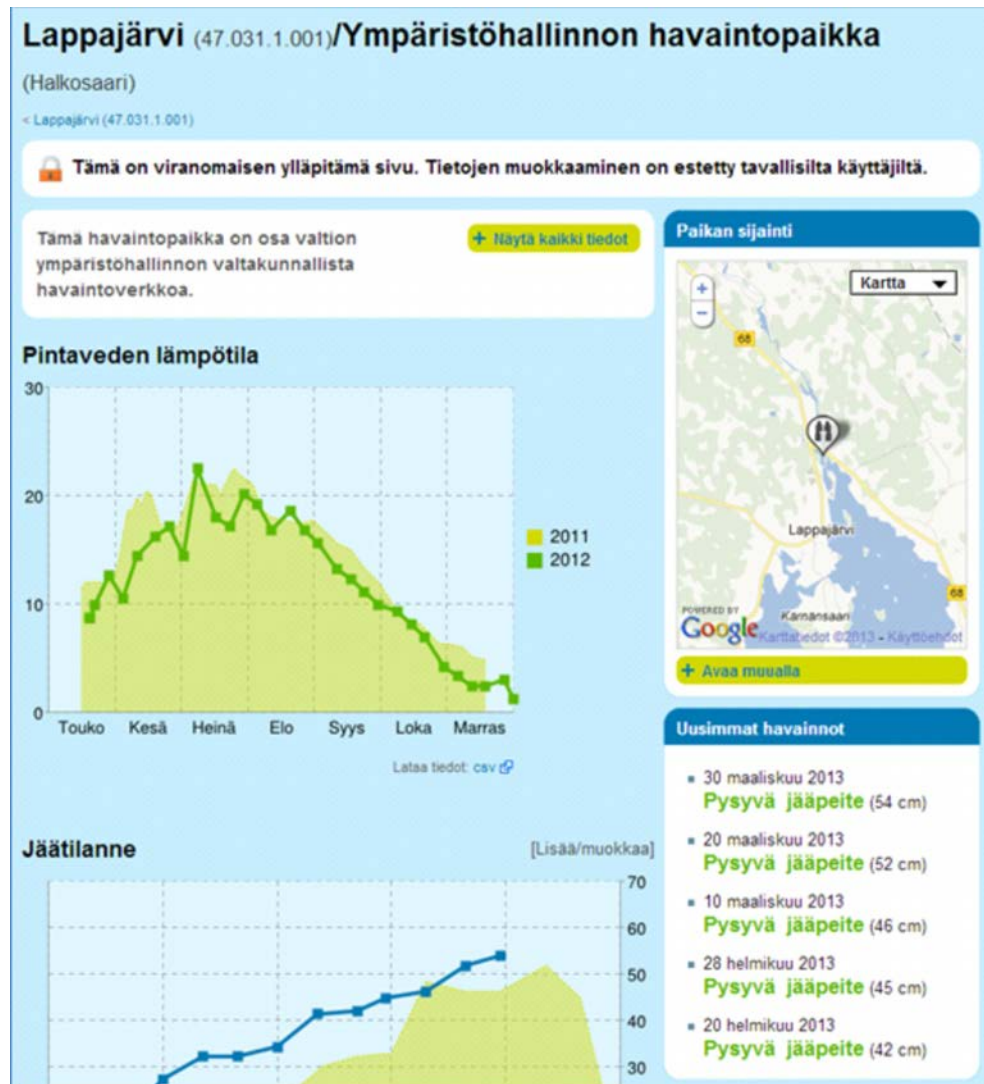 Lappajärvi (47.031.1.001)/Ympäristöhallinnon havaintopaikka
(Halkosaari)
< Lappajärvi (47.031.1.001)
Tämä on viranomaisen ylläpitämä sivu. Tietojen muokkaaminen on estetty tavallisilta käyttäjiltä.
Tämä havaintopaikka on osa valtion
ympäristöhallinnon valtakunnallista
havaintoverkkoa.
+ Näytä kaikki tiedot
Pintaveden lämpötila
30
20
10
0
Touko Kesä Heinä Elo Syys Loka Marras
2011
2012
Lataa tiedot: csv
Jäätilanne
[Lisää/muokkaa]
70
60
50
40
30
Paikan sijainti
+
−
Kartta
68
Lappajärvi
68
Kärnänsaari
POWERED BY
Google
Karttatiedot ©2013 - Käyttöehdot
+ Avaa muualla
Uusimmat havainnot
30 maaliskuu 2013
Pysyvä jääpeite (54 cm)
20 maaliskuu 2013
Pysyvä jääpeite (52 cm)
10 maaliskuu 2013
Pysyvä jääpeite (46 cm)
28 helmikuu 2013
Pysyvä jääpeite (45 cm)
20 helmikuu 2013
Pysyvä jääpeite (42 cm)